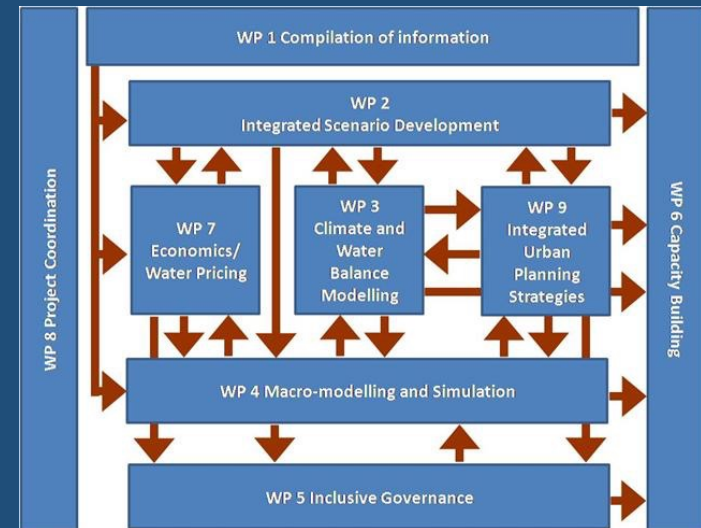 WP 1 Compilation of information
WP 2
Integrated Scenario Development
WP 7
Economics/
Water Pricing
WP 3
Climate and
Water
Balance
Modelling
WP 9
Integrated
Urban
Planning
Strategies
WP 4 Macro-modelling and Simulation
WP 5 Inclusive Governance
WP 8 Project Coordination
WP 6 Capacity Building